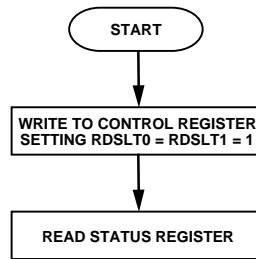 START
WRITE TO CONTROL REGISTER
SETTING RDSLT0 = RDSLT1 = 1
READ STATUS REGISTER